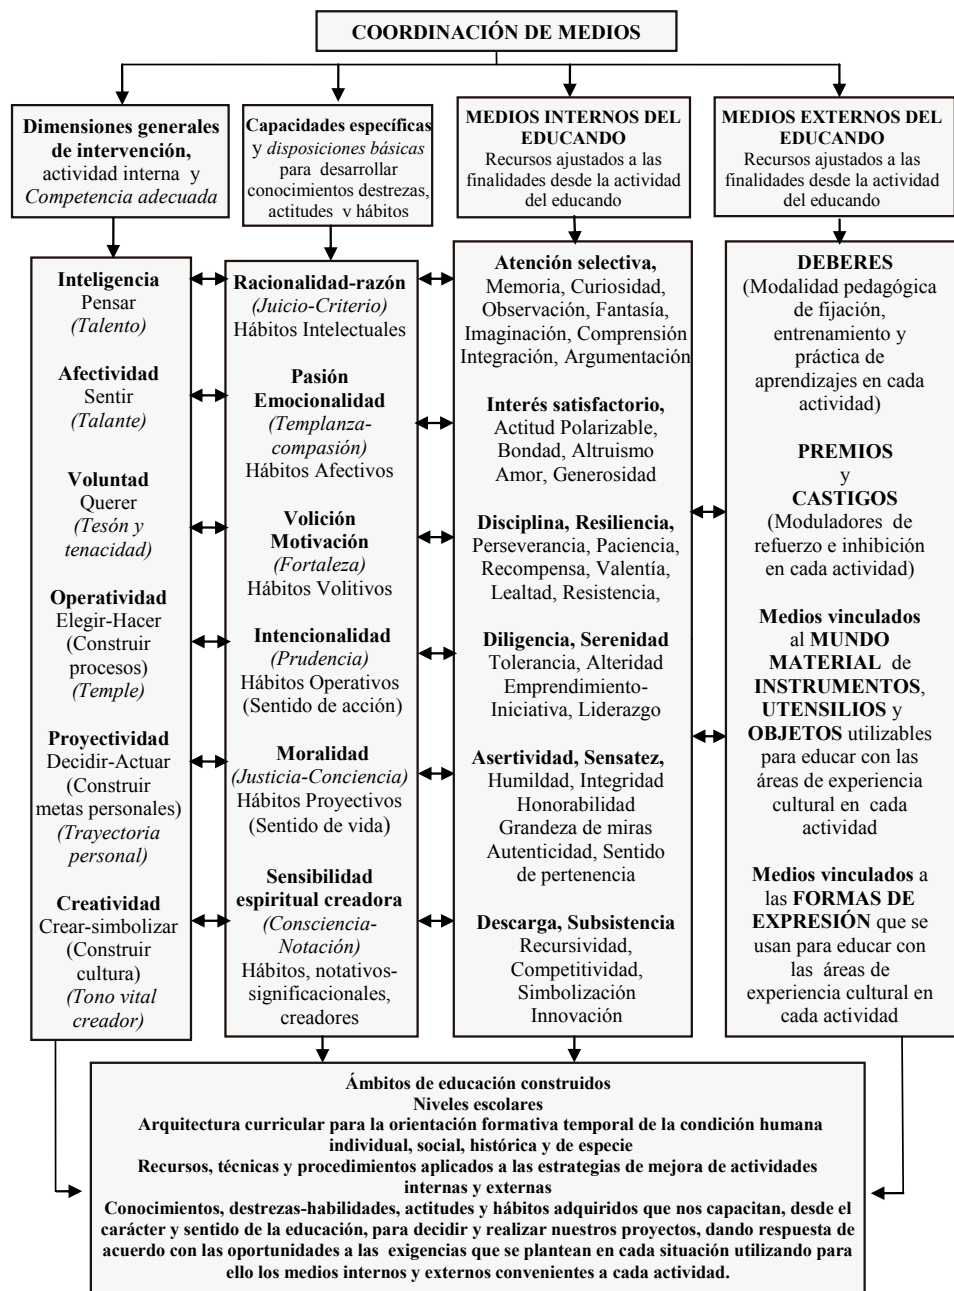 COORDINACIÓN DE MEDIOS
Dimensiones generales
de intervención,
actividad interna y
Competencia adecuada
Capacidades específicas
y disposiciones básicas
para desarrollar
conocimientos destrezas,
actitudes y hábitos
MEDIOS INTERNOS DEL
EDUCANDO
Recursos ajustados a las
finalidades desde la actividad
del educando
MEDIOS EXTERNOS DEL
EDUCANDO
Recursos ajustados a las
finalidades desde la actividad
del educando
Inteligencia
Pensar
(Talento)
Afectividad
Sentir
(Talante)
Voluntad
Querer
(Tesón y
tenacidad)
Operatividad
Elegir-Hacer
(Construir
procesos)
(Temple)
Proyectividad
Decidir-Actuar
(Construir
metas personales)
(Trayectoria
personal)
Creatividad
Crear-simbolizar
(Construir
cultura)
(Tono vital
creador)
Racionalidad-razón
(Juicio-Criterio)
Hábitos Intelectuales
Pasión
Emocionalidad
(Templanza-
compasión)
Hábitos Afectivos
Volición
Motivación
(Fortaleza)
Hábitos Volitivos
Intencionalidad
(Prudencia)
Hábitos Operativos
(Sentido de acción)
Moralidad
(Justicia-Conciencia)
Hábitos Proyectivos
(Sentido de vida)
Sensibilidad
espiritual creadora
(Consciencia-
Notación)
Hábitos, notativos-
significacionales,
creadores
Atención selectiva,
Memoria, Curiosidad,
Observación, Fantasía,
Imaginación, Comprensión
Integración, Argumentación
Interés satisfactorio,
Actitud Polarizable,
Bondad, Altruismo
Amor, Generosidad
Disciplina, Resiliencia,
Perseverancia, Paciencia,
Recompensa, Valentía,
Lealtad, Resistencia,
Diligencia, Serenidad
Tolerancia, Alteridad
Emprendimiento-
Iniciativa, Liderazgo
Asertividad, Sensatez,
Humildad, Integridad
Honorabilidad
Grandeza de miras
Autenticidad, Sentido
de pertenencia
Descarga, Subsistencia
Recursividad,
Competitividad,
Simbolización
Innovación
DEBERES
(Modalidad pedagógica
de fijación,
entrenamiento y
práctica de
aprendizajes en cada
actividad)
PREMIOS
y
CASTIGOS
(Moduladores de
refuerzo e inhibición
en cada actividad)
Medios vinculados
al MUNDO
MATERIAL de
INSTRUMENTOS,
UTENSILIOS y
OBJETOS utilizables
para educar con las
áreas de experiencia
cultural en cada
actividad
Medios vinculados a
las FORMAS DE
EXPRESIÓN que se
usan para educar con
las áreas de
experiencia cultural en
cada actividad
Ámbitos de educación construidos
Niveles escolares
Arquitectura curricular para la orientación formativa temporal de la condición humana
individual, social, histórica y de especie
Recursos, técnicas y procedimientos aplicados a las estrategias de mejora de actividades
internas y externas
Conocimientos, destrezas-habilidades, actitudes y hábitos adquiridos que nos capacitan, desde el
carácter y sentido de la educación, para decidir y realizar nuestros proyectos, dando respuesta de
acuerdo con las oportunidades a las exigencias que se plantean en cada situación utilizando para
ello los medios internos y externos convenientes a cada actividad.